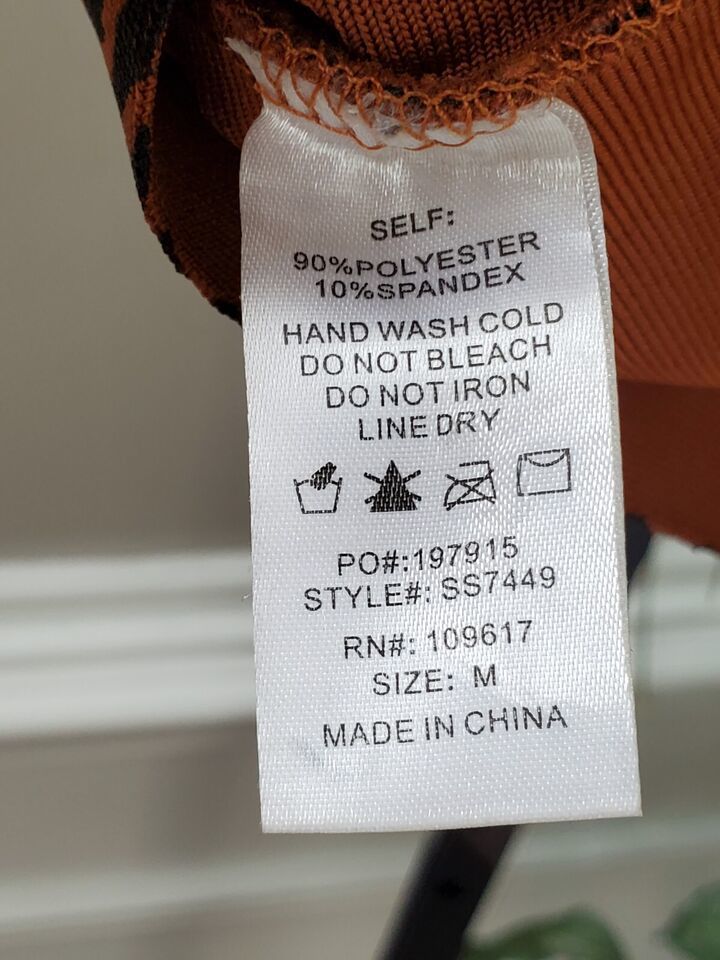 SELF:
90%POLYESTER
10%SPANDEX
HAND WASH COLD
DO NOT BLEACH
DO NOT IRON
LINE DRY
PO#:197915
STYLE#: SS7449
RN#: 109617
SIZE: M
MADE IN CHINA